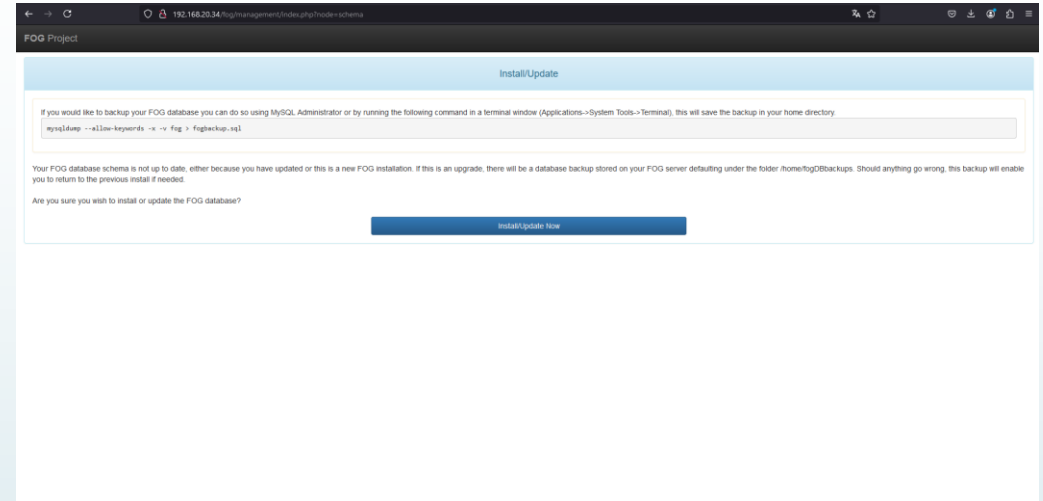 192.168.20.34/fog/management/index.php?node=schema
FOG Project
Install/Update
If you would like to backup your FOG database you can do so using MySQL Administrator or by running the following command in a terminal window (Applications->System Tools->Terminal), this will save the backup in your home directory.
mysqldump --allow-keywords -x -v fog > fogbackup.sql
Your FOG database schema is not up to date, either because you have updated or this is a new FOG installation. If this is an upgrade, there will be a database backup stored on your FOG server defaulting under the folder /home/fogDBbackups. Should anything go wrong, this backup will enable
you to return to the previous install if needed.
Are you sure you wish to install or update the FOG database?
Install/Update Now